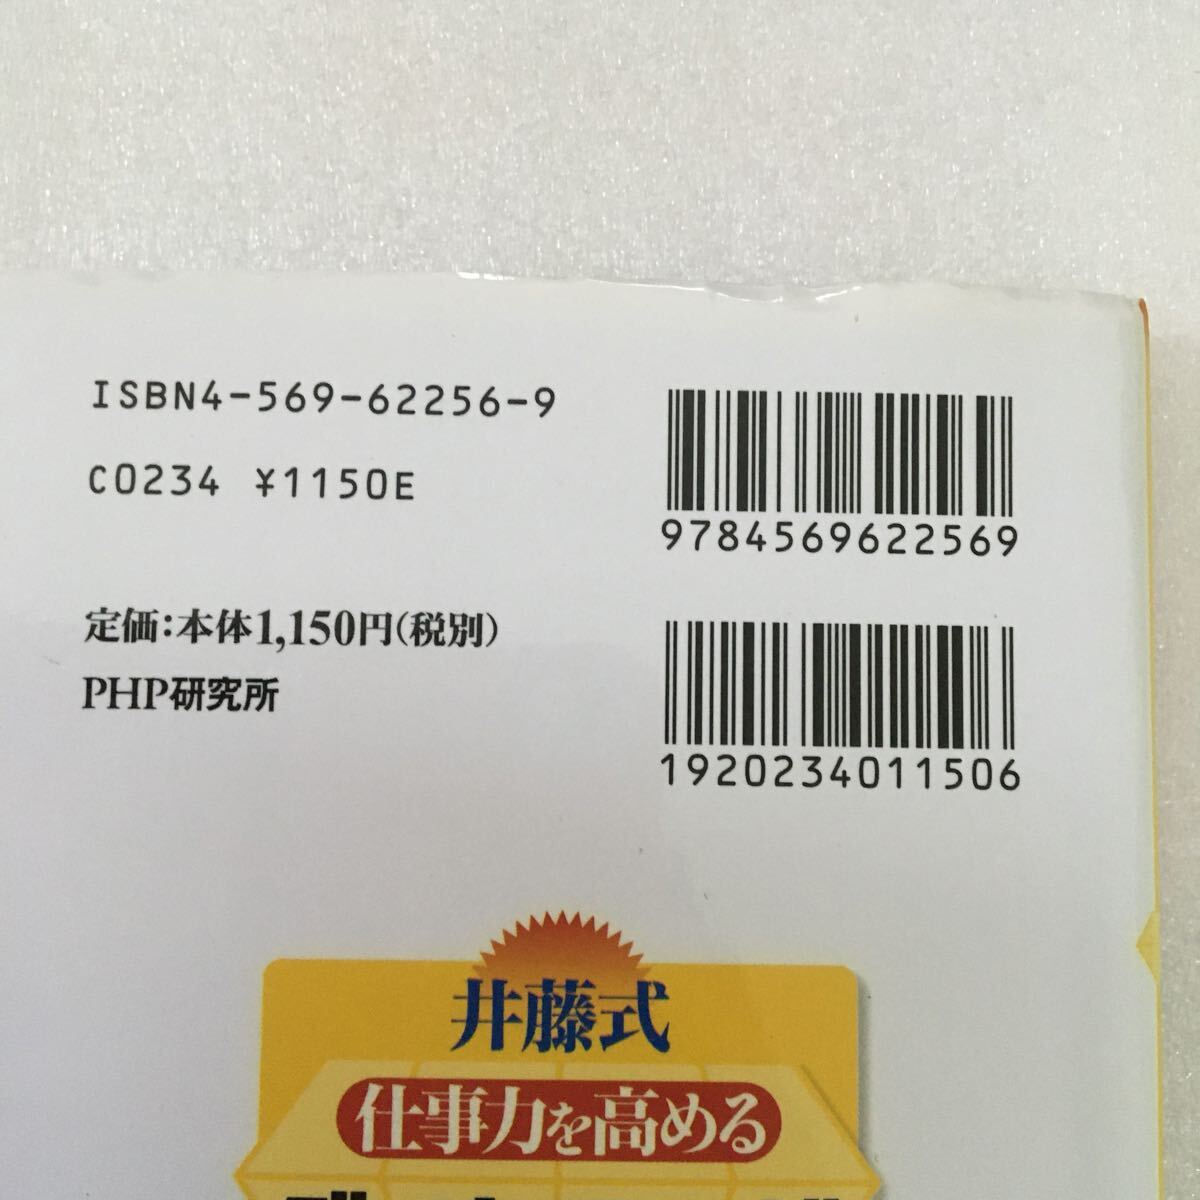 ISBN4-569-62256-9
C0234 ¥1150E
9784569622569
定価:本体1,150円(税別)
PHP研究所
1920234011506
井藤式
仕事力を高める